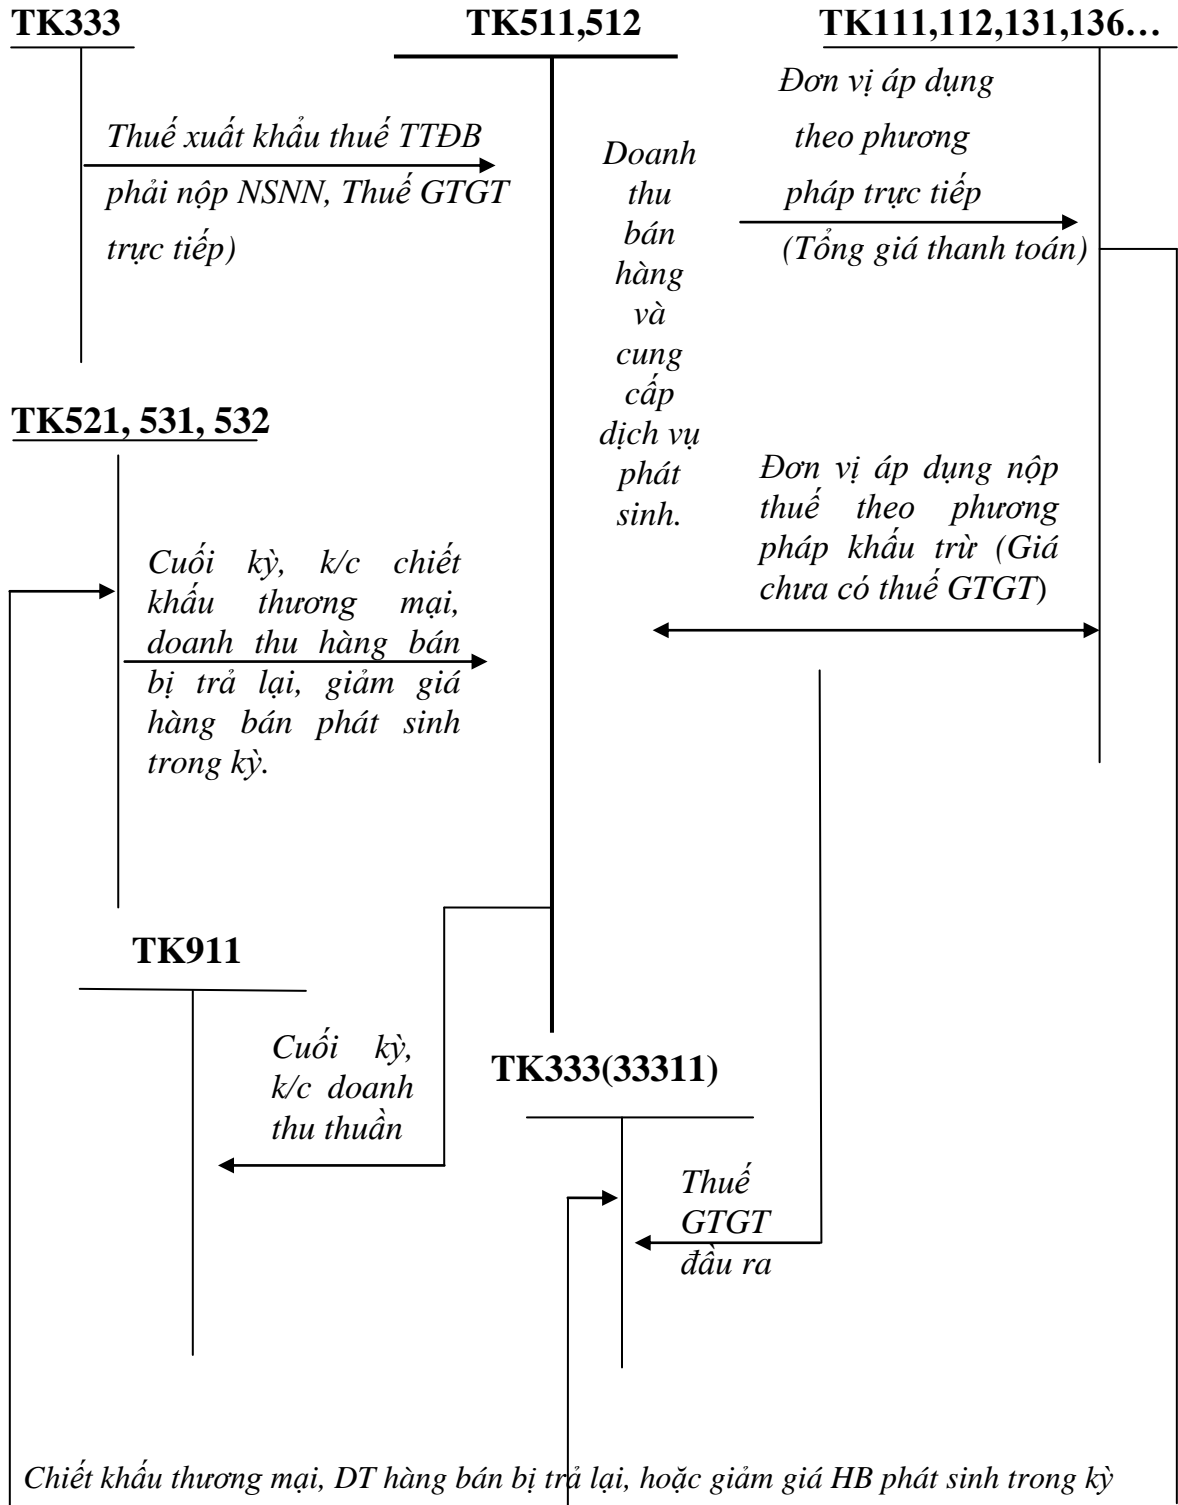 TK333
TK511,512
TK111,112,131,136…
Thuế xuất khẩu thuế TTĐB
phải nộp NSNN, Thuế GTGT
trực tiếp)
Doanh
thu
bán
hàng
và
cung
cấp
dịch vụ
phát
sinh.
Đơn vị áp dụng
theo phương
pháp trực tiếp
(Tổng giá thanh toán)
TK521, 531, 532
Cuối kỳ, k/c chiết
khấu thương mại,
doanh thu hàng bán
bị trả lại, giảm giá
hàng bán phát sinh
trong kỳ.
Đơn vị áp dụng nộp
thuế theo phương
pháp khấu trừ (Giá
chưa có thuế GTGT)
TK911
Cuối kỳ,
k/c doanh
thu thuần
TK333(33311)
Thuế
GTGT
đầu ra
Chiết khấu thương mại, DT hàng bán bị trả lại, hoặc giảm giá HB phát sinh trong kỳ